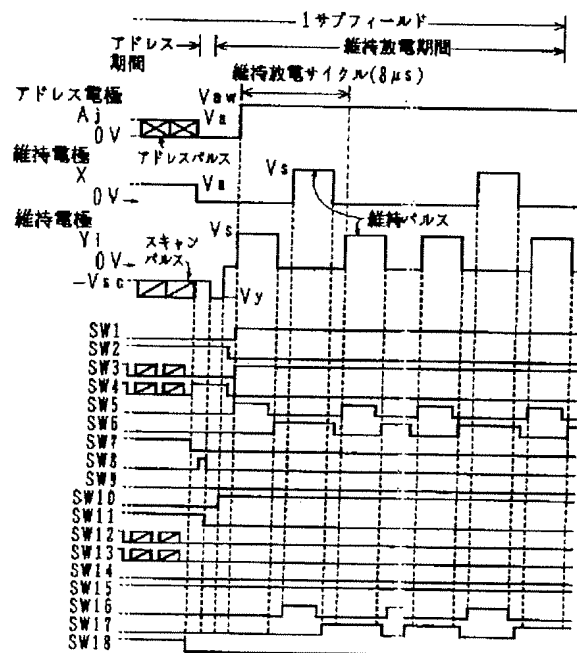 1サブフィールド
アドレス期間
維持放電期間
維持放電サイクル(8μs)
アドレス電極
Aj
0V
Vaw
Va
アドレスパルス
維持電極
X
0V
Va
Vs
維持パルス
維持電極
Yi
0V
Vs
スキャンパルス
-Vsc
Vy
SW1
SW2
SW3
SW4
SW5
SW6
SW7
SW8
SW9
SW10
SW11
SW12
SW13
SW14
SW15
SW16
SW17
SW18